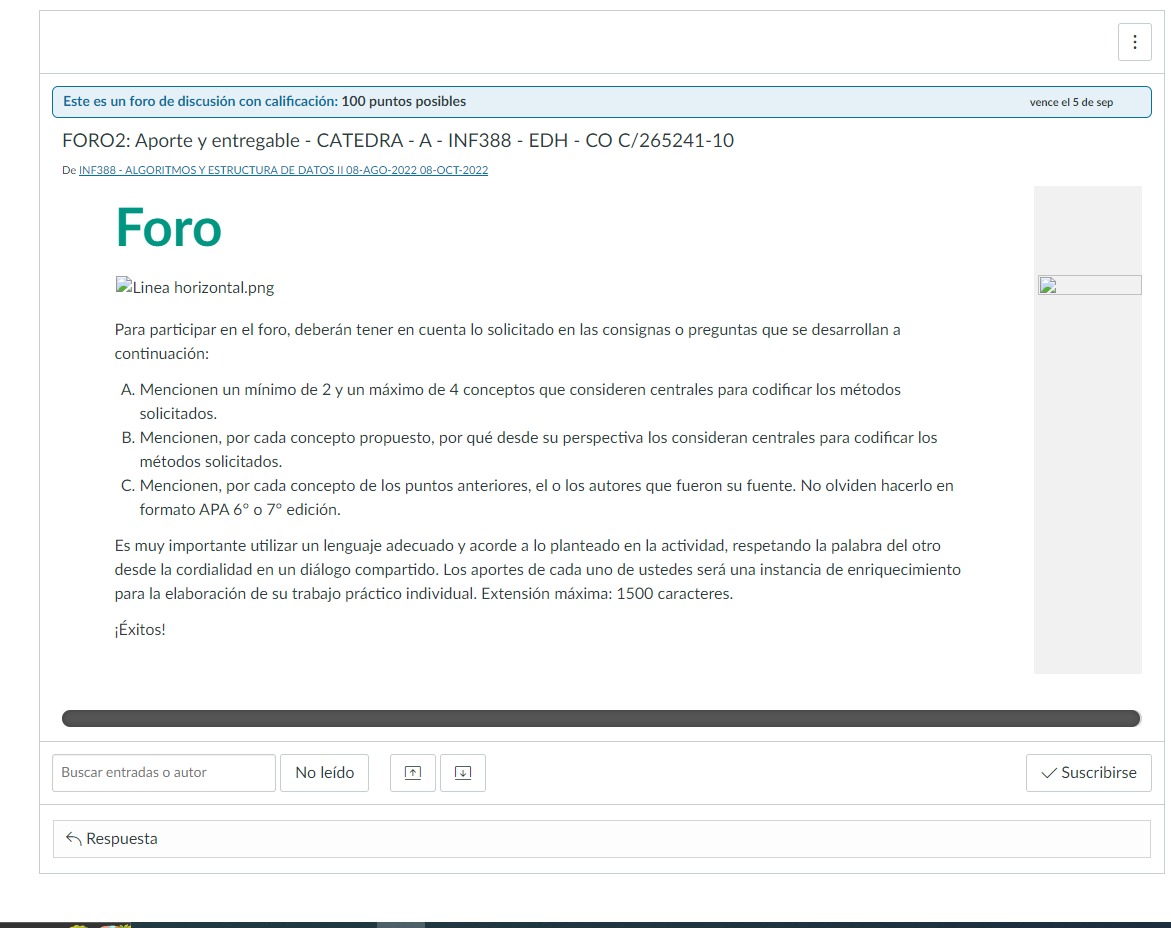 Este es un foro de discusión con calificación: 100 puntos posibles
vence el 5 de sep
FORO2: Aporte y entregable - CATEDRA - A - INF388 - EDH - CO C/265241-10
De INF388 - ALGORITMOS Y ESTRUCTURA DE DATOS II 08-AGO-2022 08-OCT-2022
Foro
Linea horizontal.png
Para participar en el foro, deberán tener en cuenta lo solicitado en las consignas o preguntas que se desarrollan a
continuación:
A. Mencionen un mínimo de 2 y un máximo de 4 conceptos que consideren centrales para codificar los métodos
solicitados.
B. Mencionen, por cada concepto propuesto, por qué desde su perspectiva los consideran centrales para codificar los
métodos solicitados.
C. Mencionen, por cada concepto de los puntos anteriores, el o los autores que fueron su fuente. No olviden hacerlo en
formato APA 6° o 7° edición.
Es muy importante utilizar un lenguaje adecuado y acorde a lo planteado en la actividad, respetando la palabra del otro
desde la cordialidad en un diálogo compartido. Los aportes de cada uno de ustedes será una instancia de enriquecimiento
para la elaboración de su trabajo práctico individual. Extensión máxima: 1500 caracteres.
¡Éxitos!
Buscar entradas o autor
No leído
Suscribirse
Respuesta